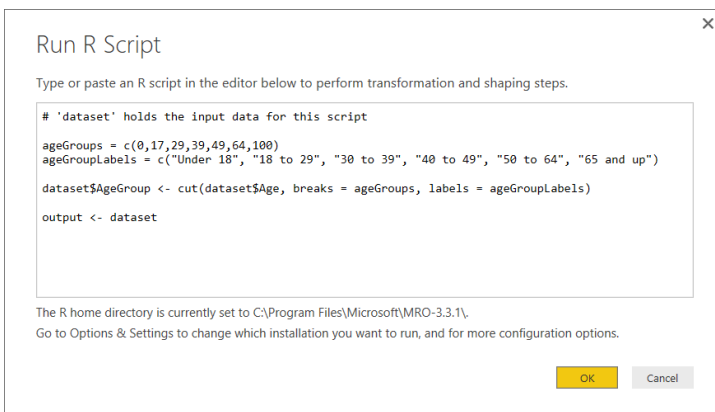 Run R Script
Type or paste an R script in the editor below to perform transformation and shaping steps.
# 'dataset' holds the input data for this script
ageGroups = c(0,17,29,39,49,64,100)
ageGroupLabels = c("Under 18", "18 to 29", "30 to 39", "40 to 49", "50 to 64", "65 and up")
dataset$AgeGroup <- cut(dataset$Age, breaks = ageGroups, labels = ageGroupLabels)
output <- dataset
The R home directory is currently set to C:\Program Files\Microsoft\MRO-3.3.1\.
Go to Options & Settings to change which installation you want to run, and for more configuration options.
OK Cancel